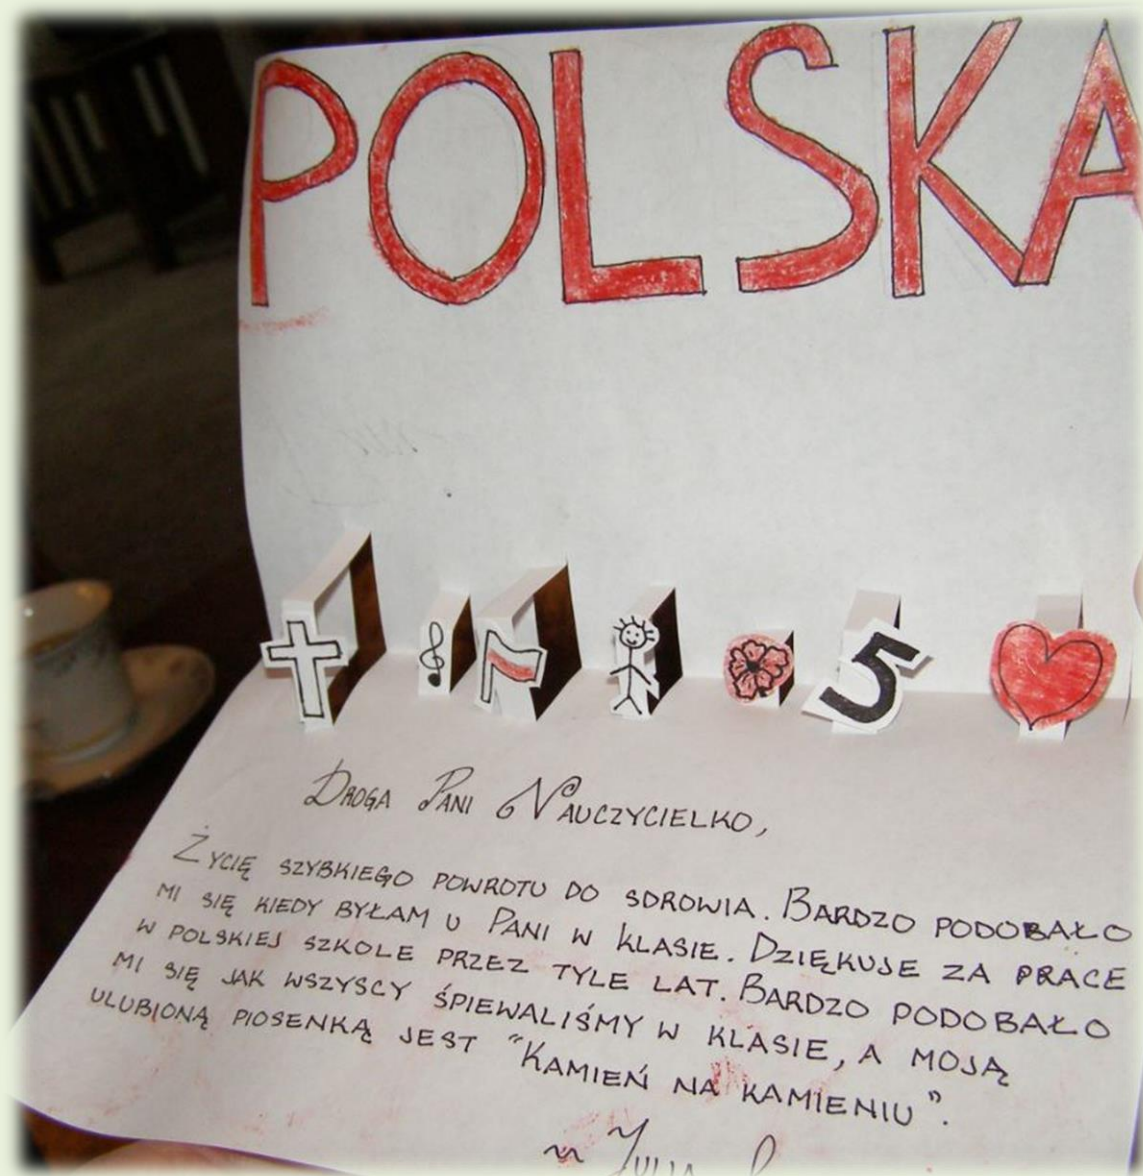 POLSKA
5
DROGA PANI NAUCZYCIELKO,
ŻYCIĘ SZYBKIEGO POWROTU DO SDROWIA. BARDZO PODOBAŁO
MI SIĘ KIEDY BYŁAM U PANI W KLASIE. DZIĘKUJE ZA PRACE
W POLSKIEJ SZKOLE PRZEZ TYLE LAT. BARDZO PODOBAŁO
MI SIĘ JAK WSZYSCY ŚPIEWALIŚMY W KLASIE, A MOJĄ
ULUBIONĄ PIOSENKĄ JEST "KAMIEŃ NA KAMIENIU".
~ JULIA